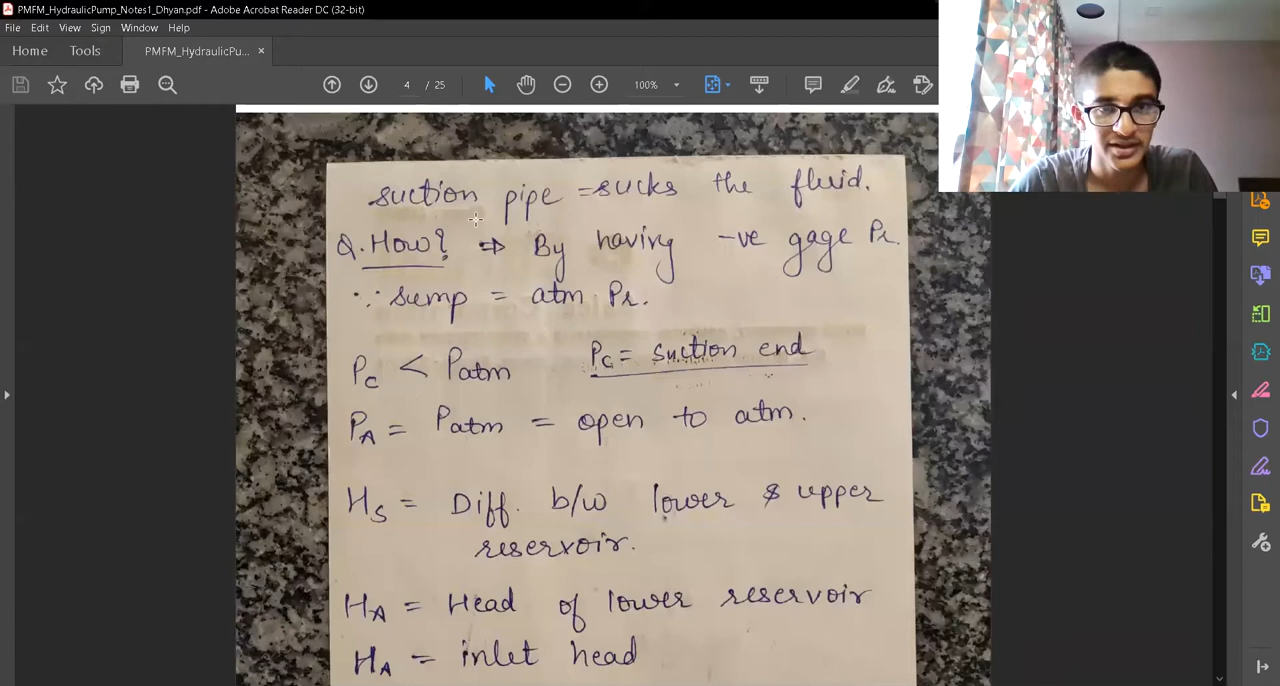 PMFM_HydraulicPump_Notes1_Dhyan.pdf - Adobe Acrobat Reader DC (32-bit)
File Edit View Sign Window Help
Home Tools PMFM_HydraulicPu... ×
4 / 25 100%
suction pipe = sucks the fluid.
Q. How? ⇒ By having -ve gage Pr.
∵ sump = atm Pr.
Pc < Patm Pc = suction end
PA = Patm = open to atm.
Hs = Diff. b/w lower & upper
reservoir.
HA = Head of lower reservoir
HA = inlet head